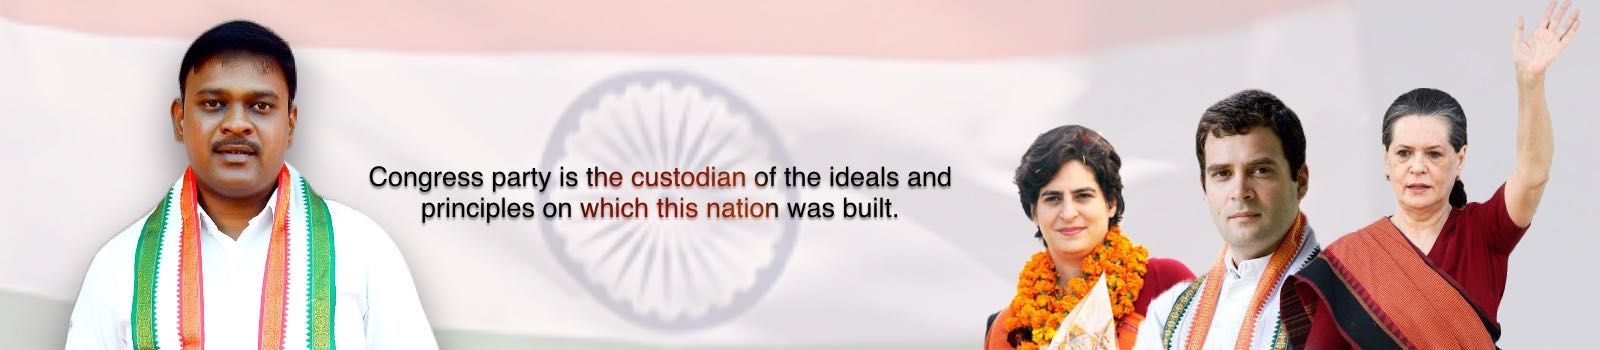 Congress party is the custodian of the ideals and
principles on which this nation was built.